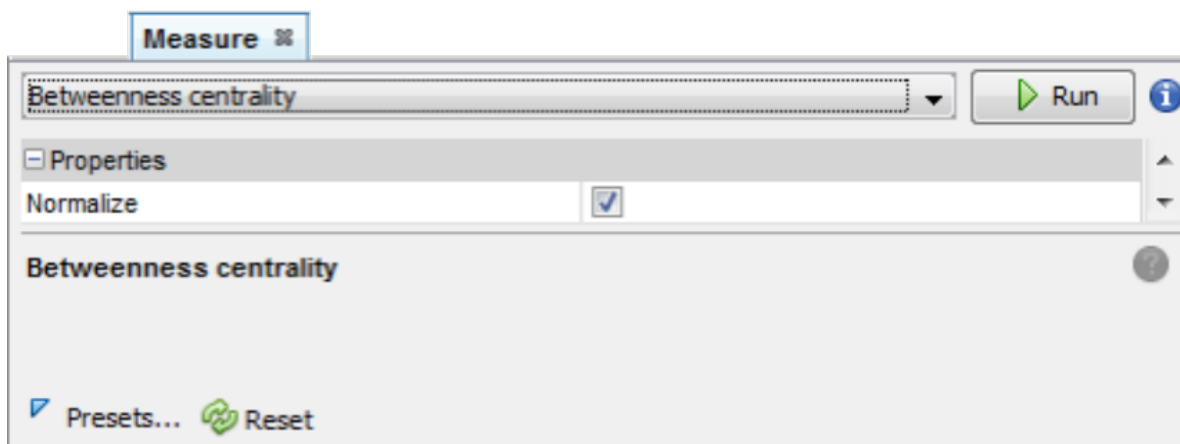 Measure
Betweenness centrality
Run
Properties
Normalize
Betweenness centrality
Presets... Reset